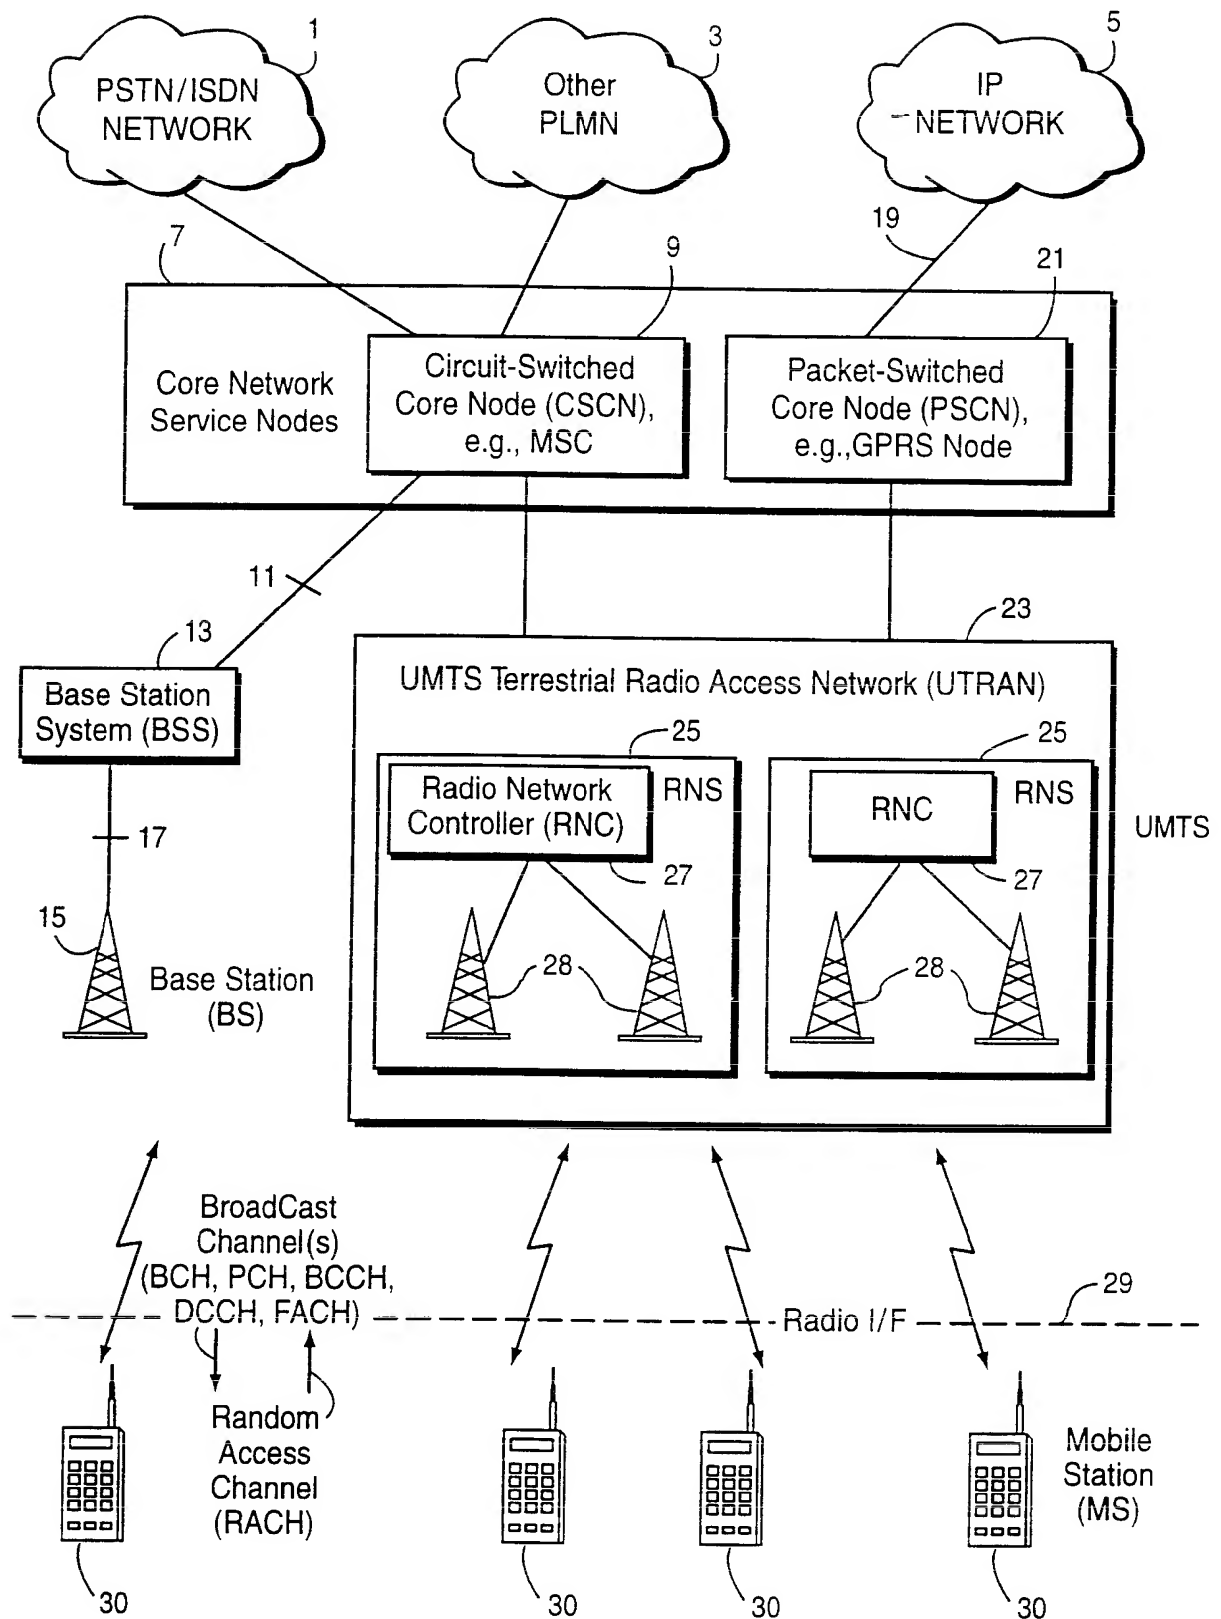 1
3
5
PSTN/ISDN
NETWORK
Other
PLMN
IP
NETWORK
7
9
19
21
Core Network
Service Nodes
Circuit-Switched
Core Node (CSCN),
e.g., MSC
Packet-Switched
Core Node (PSCN),
e.g.,GPRS Node
11
13
23
Base Station
System (BSS)
UMTS Terrestrial Radio Access Network (UTRAN)
25
25
Radio Network
Controller (RNC)
RNS
RNC
RNS
UMTS
17
27
27
15
Base Station
(BS)
28
28
BroadCast
Channel(s)
(BCH, PCH, BCCH,
DCCH, FACH)
Radio I/F
29
Random
Access
Channel
(RACH)
Mobile
Station
(MS)
30
30
30
30